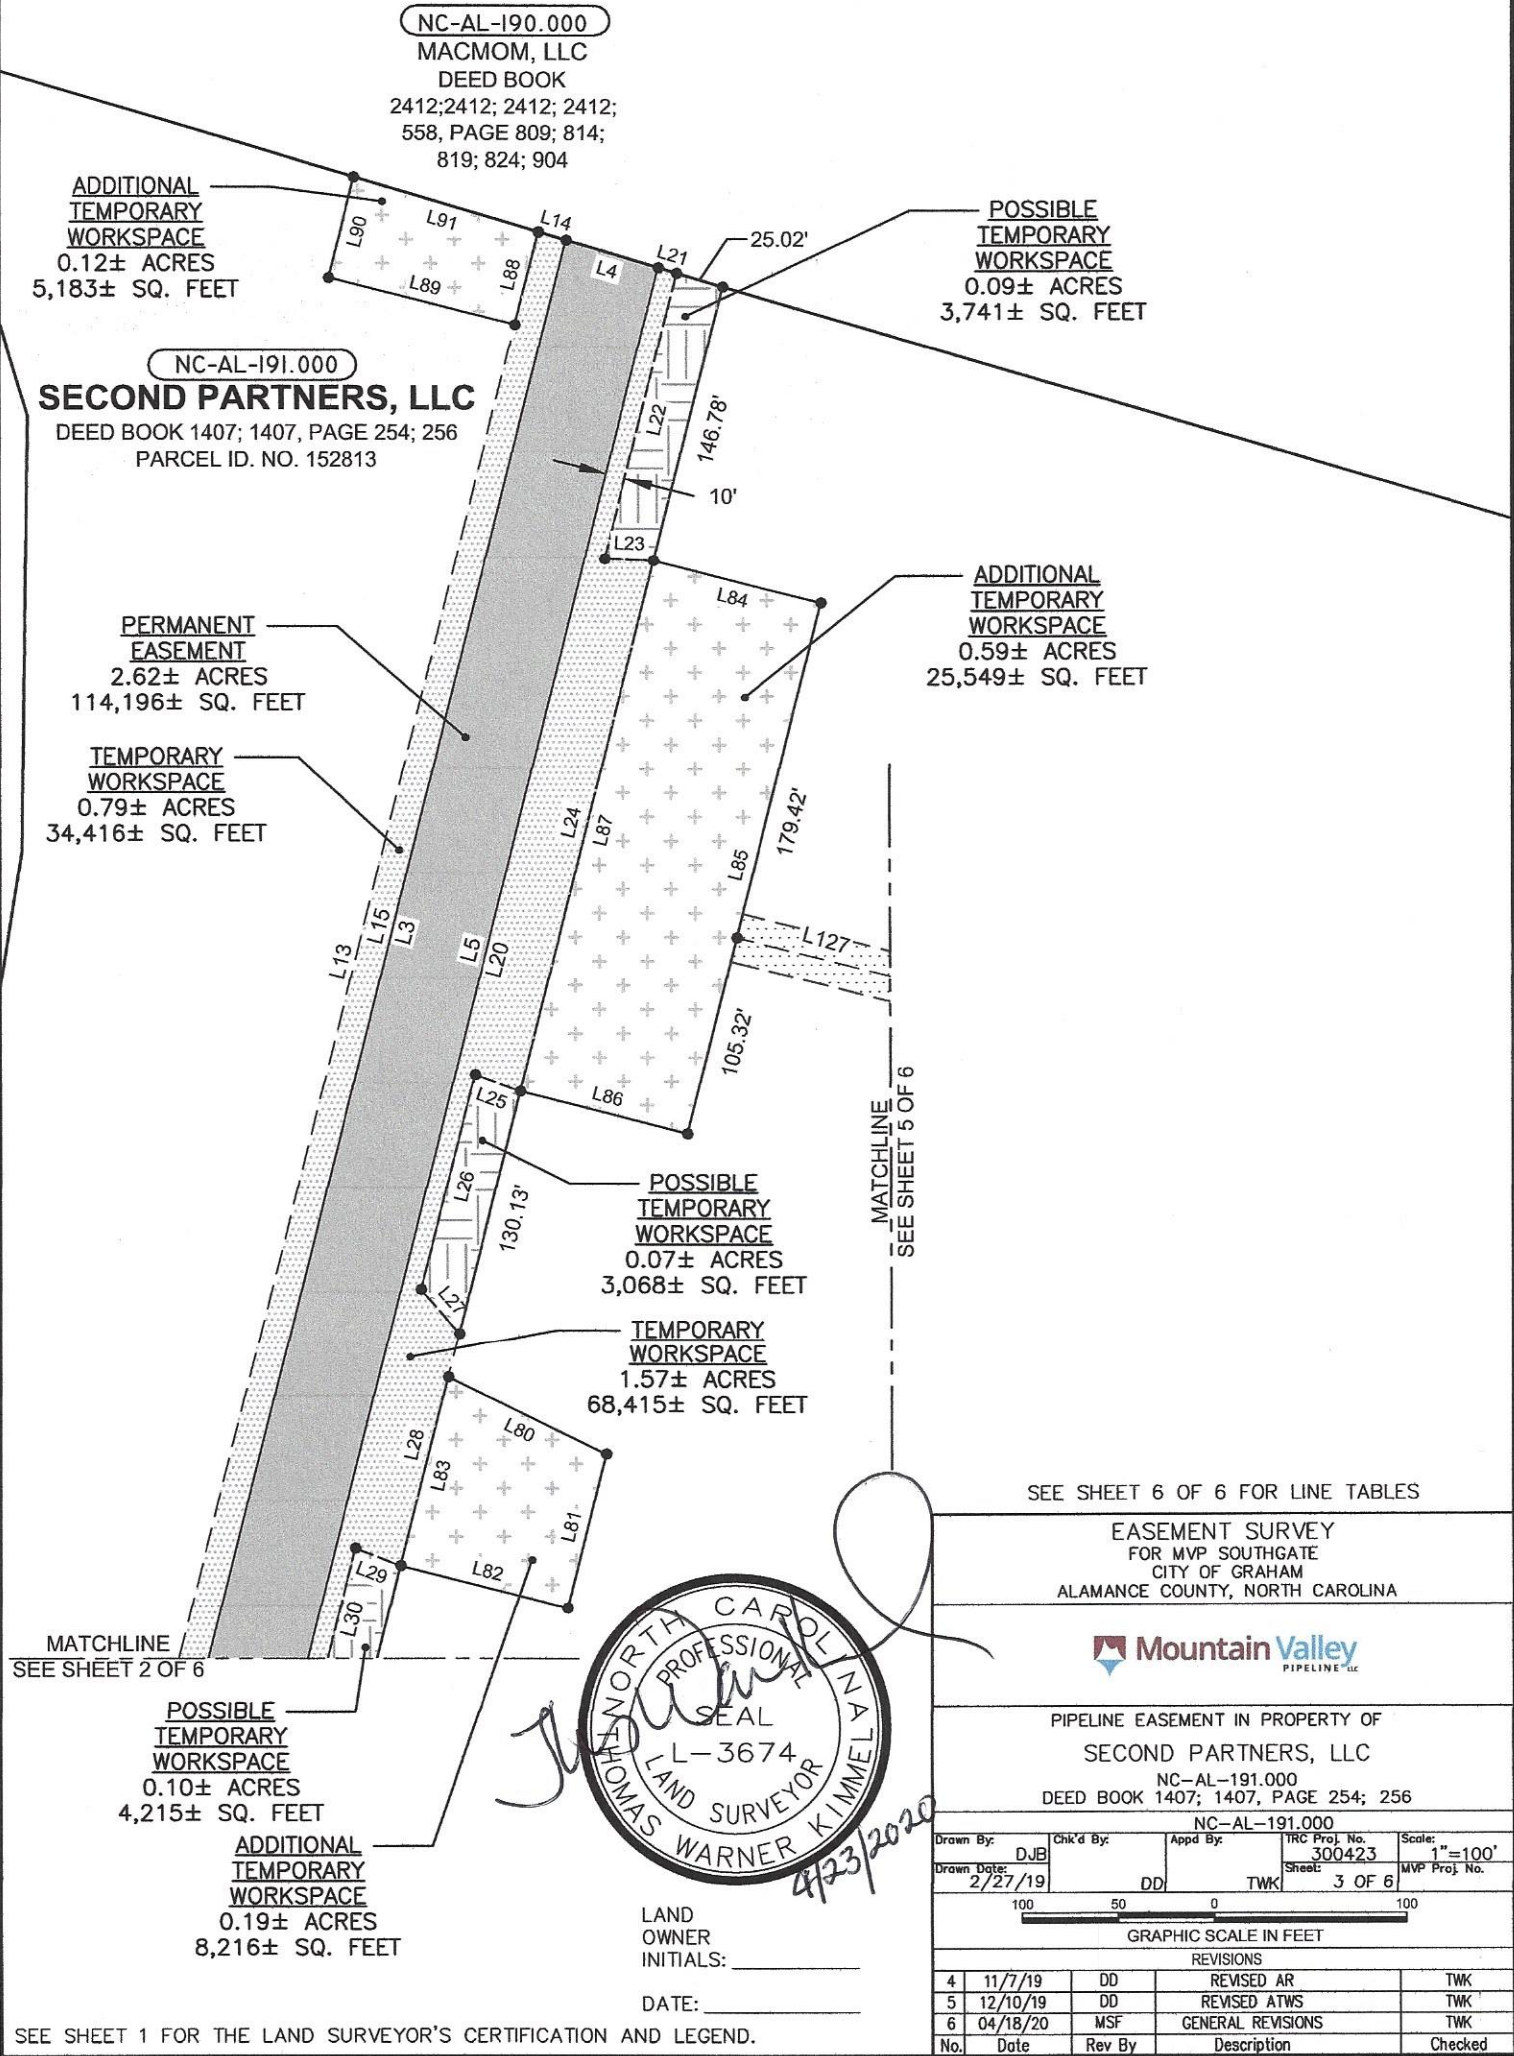 NC-AL-190.000
MACMOM, LLC
DEED BOOK
2412;2412; 2412; 2412;
558, PAGE 809; 814;
819; 824; 904
ADDITIONAL
TEMPORARY
WORKSPACE
0.12± ACRES
5,183± SQ. FEET
L90
L91
L89
L88
L14
L4
L21
25.02'
POSSIBLE
TEMPORARY
WORKSPACE
0.09± ACRES
3,741± SQ. FEET
NC-AL-191.000
SECOND PARTNERS, LLC
DEED BOOK 1407; 1407, PAGE 254; 256
PARCEL ID. NO. 152813
L22
146.78'
10'
L23
L84
ADDITIONAL
TEMPORARY
WORKSPACE
0.59± ACRES
25,549± SQ. FEET
PERMANENT
EASEMENT
2.62± ACRES
114,196± SQ. FEET
TEMPORARY
WORKSPACE
0.79± ACRES
34,416± SQ. FEET
L24
L87
L85
179.42'
L13
L15
L3
L5
L20
L127
105.32'
L86
MATCHLINE
SEE SHEET 5 OF 6
L25
L26
130.13'
L27
POSSIBLE
TEMPORARY
WORKSPACE
0.07± ACRES
3,068± SQ. FEET
TEMPORARY
WORKSPACE
1.57± ACRES
68,415± SQ. FEET
L28
L83
L80
L81
L82
L29
L30
MATCHLINE
SEE SHEET 2 OF 6
POSSIBLE
TEMPORARY
WORKSPACE
0.10± ACRES
4,215± SQ. FEET
ADDITIONAL
TEMPORARY
WORKSPACE
0.19± ACRES
8,216± SQ. FEET
NORTH CAROLINA
PROFESSIONAL
SEAL
L-3674
LAND SURVEYOR
THOMAS WARNER KIMMEL
4/23/2020
LAND
OWNER
INITIALS:
DATE:
SEE SHEET 1 FOR THE LAND SURVEYOR'S CERTIFICATION AND LEGEND.
SEE SHEET 6 OF 6 FOR LINE TABLES
EASEMENT SURVEY
FOR MVP SOUTHGATE
CITY OF GRAHAM
ALAMANCE COUNTY, NORTH CAROLINA
Mountain Valley
PIPELINE LLC
PIPELINE EASEMENT IN PROPERTY OF
SECOND PARTNERS, LLC
NC-AL-191.000
DEED BOOK 1407; 1407, PAGE 254; 256
NC-AL-191.000
Drawn By: DJB Chk'd By: Appd By: TRC Proj. No. 300423 Scale: 1"=100'
Drawn Date: 2/27/19 DD TWK Sheet: 3 OF 6 MVP Proj. No.
100 50 0 100
GRAPHIC SCALE IN FEET
REVISIONS
4 11/7/19 DD REVISED AR TWK
5 12/10/19 DD REVISED ATWS TWK
6 04/18/20 MSF GENERAL REVISIONS TWK
No. Date Rev By Description Checked